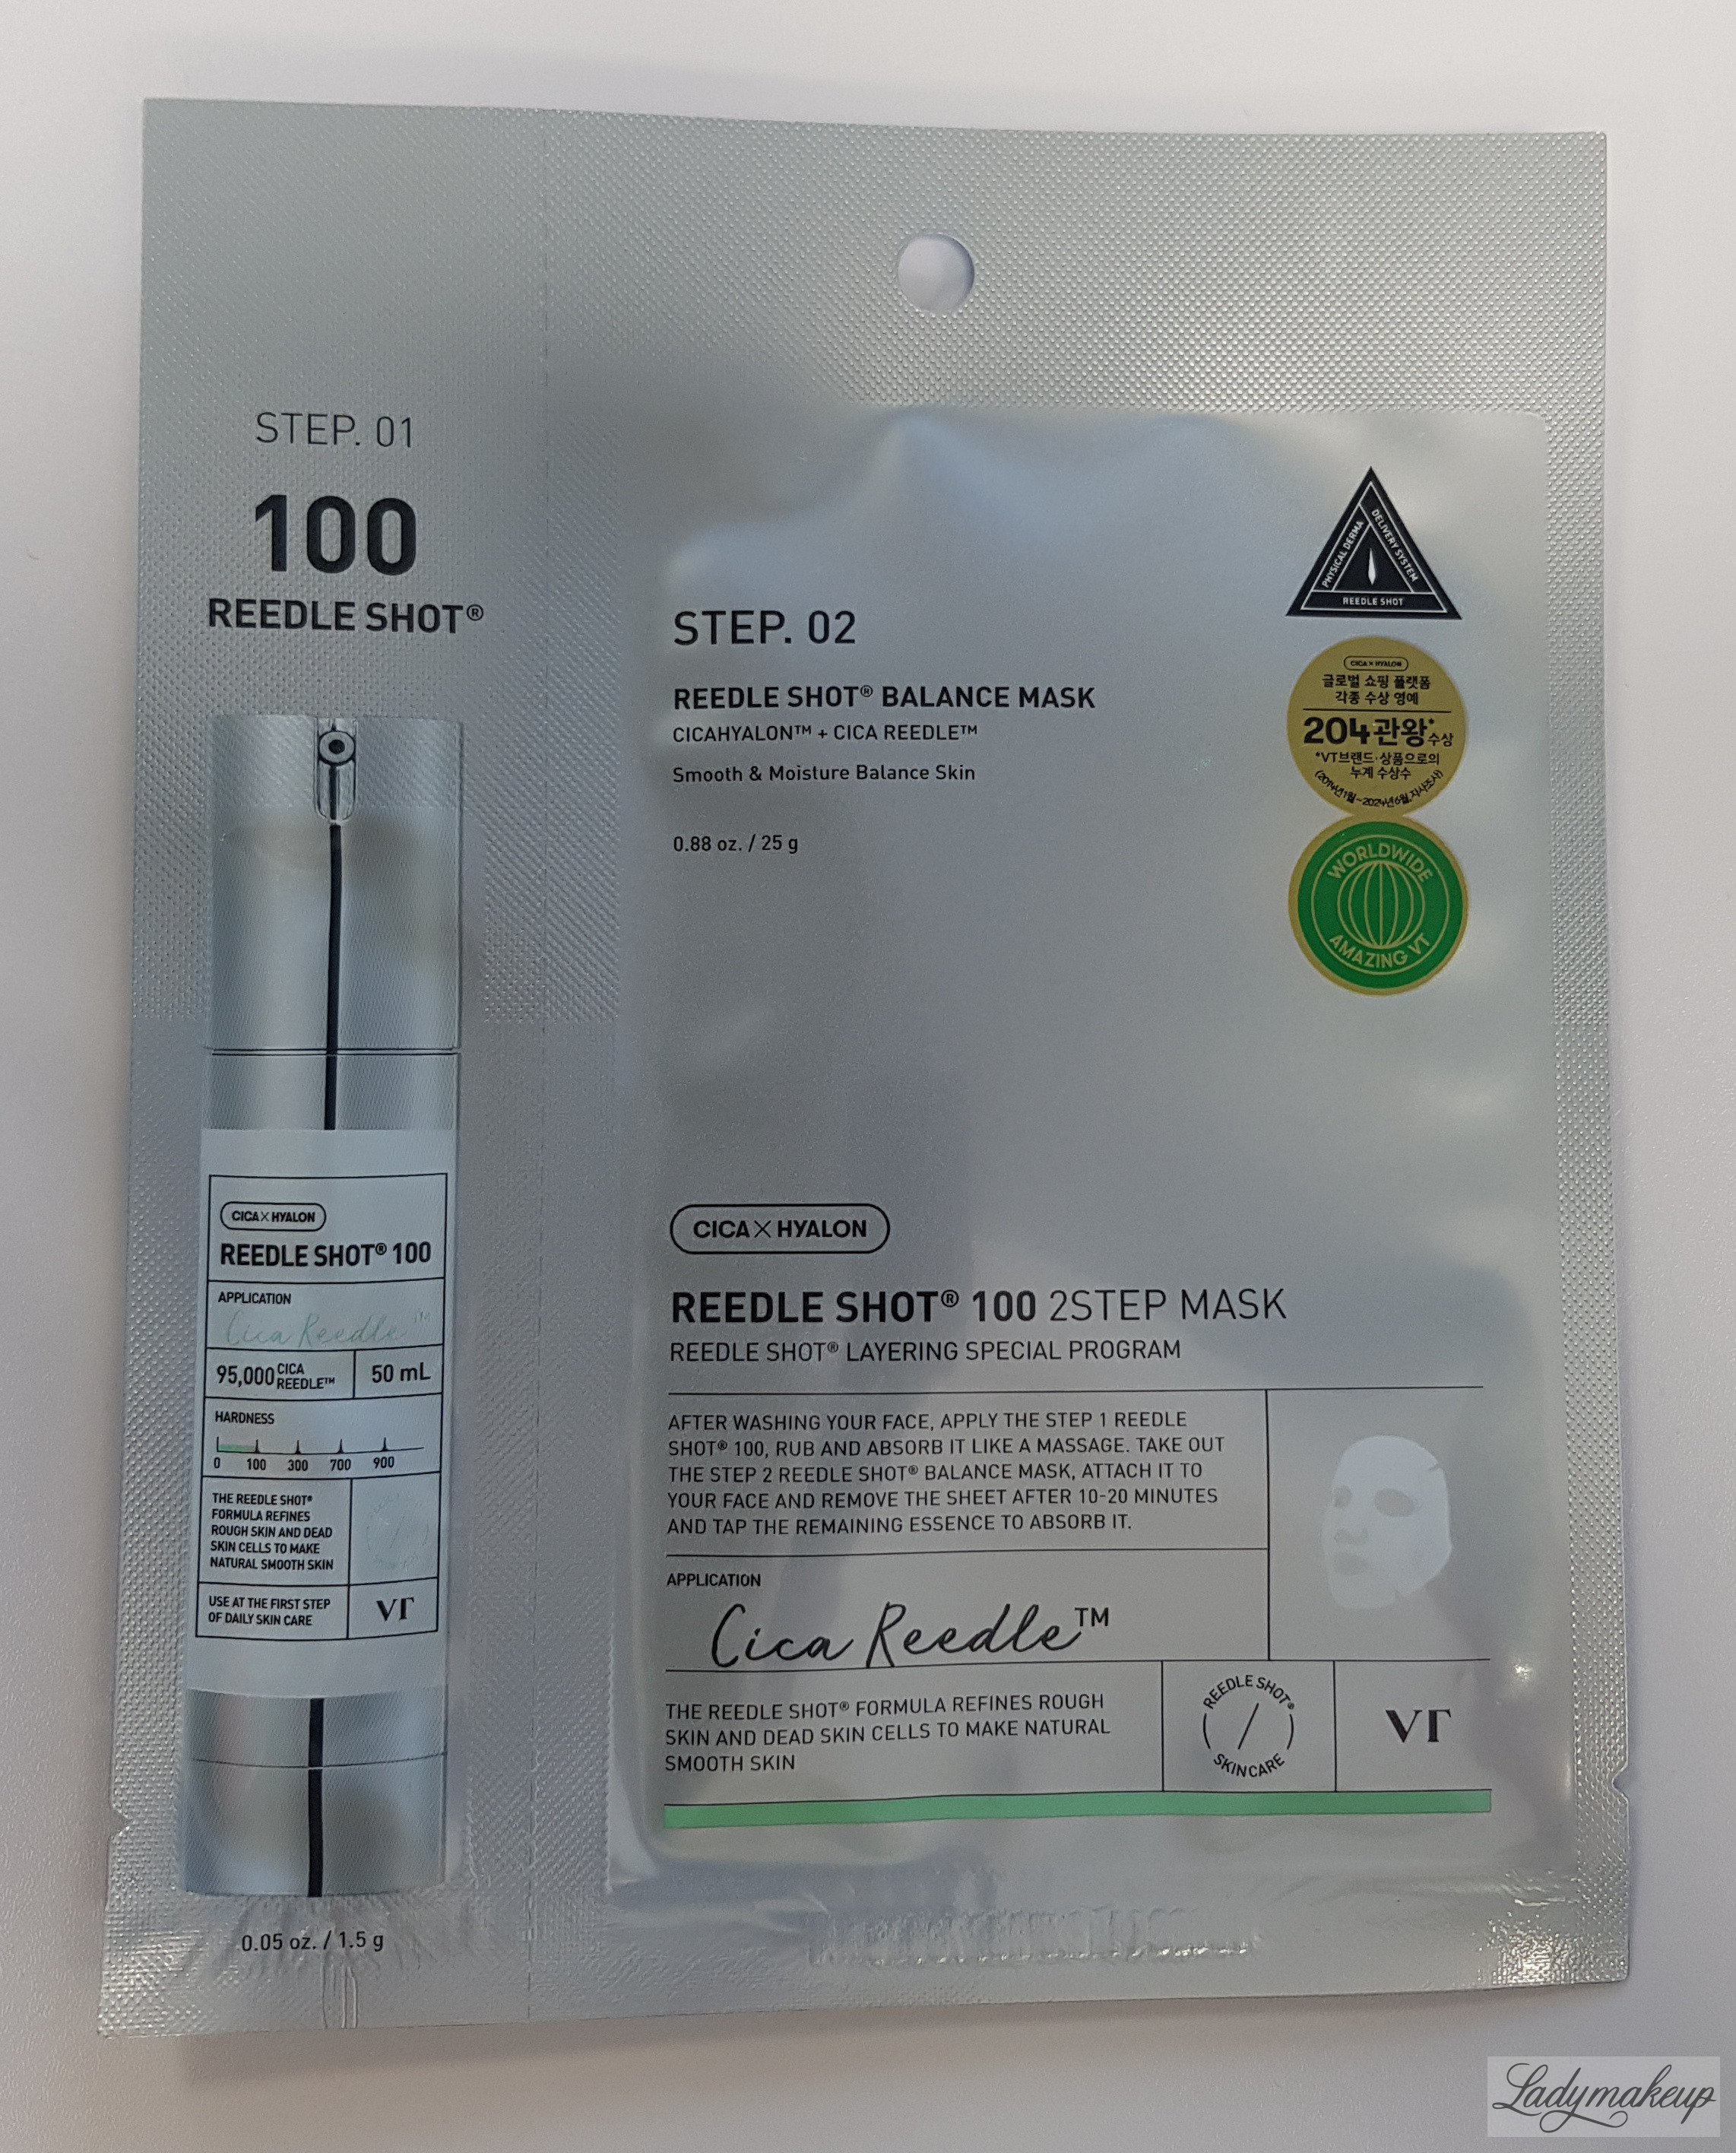 STEP. 01
100
REEDLE SHOT®
CICA X HYALON
REEDLE SHOT® 100
APPLICATION
Cica Reedle™
95,000 CICA REEDLE™
50 mL
HARDNESS
0 100 300 700 900
THE REEDLE SHOT®
FORMULA REFINES
ROUGH SKIN AND DEAD
SKIN CELLS TO MAKE
NATURAL SMOOTH SKIN
USE AT THE FIRST STEP
OF DAILY SKIN CARE
VT
0.05 oz. / 1.5 g
STEP. 02
REEDLE SHOT® BALANCE MASK
CICAHYALON™ + CICA REEDLE™
Smooth & Moisture Balance Skin
0.88 oz. / 25 g
PHYSICAL DERMA
DELIVERY SYSTEM
REEDLE SHOT
CICA X HYALON
글로벌 쇼핑 플랫폼
각종 수상 영예
204관왕* 수상
*VT브랜드·상품으로의
누계 수상수
WORLDWIDE
AMAZING VT
CICA X HYALON
REEDLE SHOT® 100 2STEP MASK
REEDLE SHOT® LAYERING SPECIAL PROGRAM
AFTER WASHING YOUR FACE, APPLY THE STEP 1 REEDLE
SHOT® 100, RUB AND ABSORB IT LIKE A MASSAGE. TAKE OUT
THE STEP 2 REEDLE SHOT® BALANCE MASK, ATTACH IT TO
YOUR FACE AND REMOVE THE SHEET AFTER 10-20 MINUTES
AND TAP THE REMAINING ESSENCE TO ABSORB IT.
APPLICATION
Cica Reedle™
THE REEDLE SHOT® FORMULA REFINES ROUGH
SKIN AND DEAD SKIN CELLS TO MAKE NATURAL
SMOOTH SKIN
REEDLE SHOT®
SKINCARE
VT
Ladymakeup